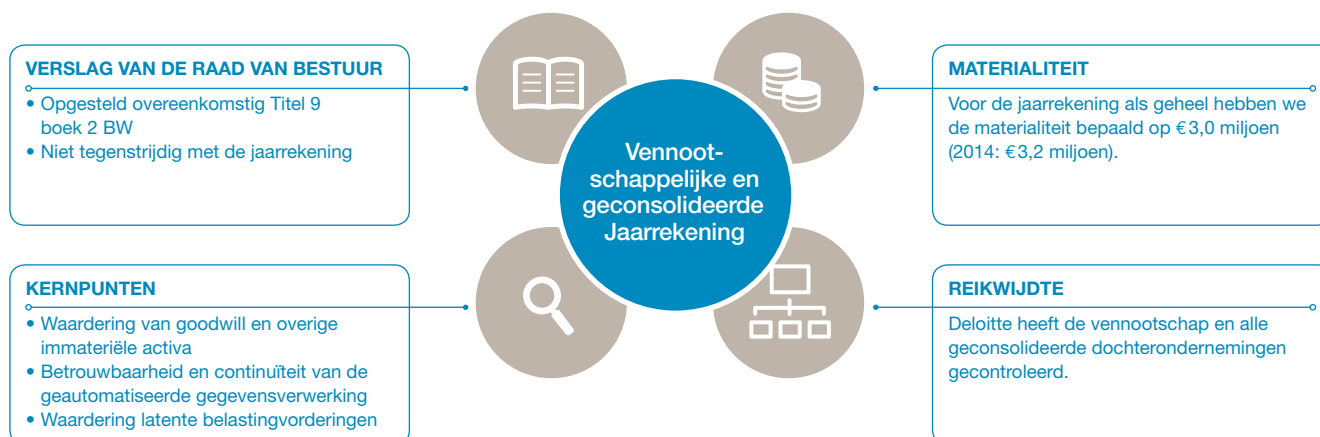 VERSLAG VAN DE RAAD VAN BESTUUR
• Opgesteld overeenkomstig Titel 9
boek 2 BW
• Niet tegenstrijdig met de jaarrekening
MATERIALITEIT
Voor de jaarrekening als geheel hebben we
de materialiteit bepaald op €3,0 miljoen
(2014: €3,2 miljoen).
Vennoot-
schappelijke en
geconsolideerde
Jaarrekening
KERNPUNTEN
• Waardering van goodwill en overige
immateriële activa
• Betrouwbaarheid en continuïteit van de
geautomatiseerde gegevensverwerking
• Waardering latente belastingvorderingen
REIKWIJDTE
Deloitte heeft de vennootschap en alle
geconsolideerde dochterondernemingen
gecontroleerd.